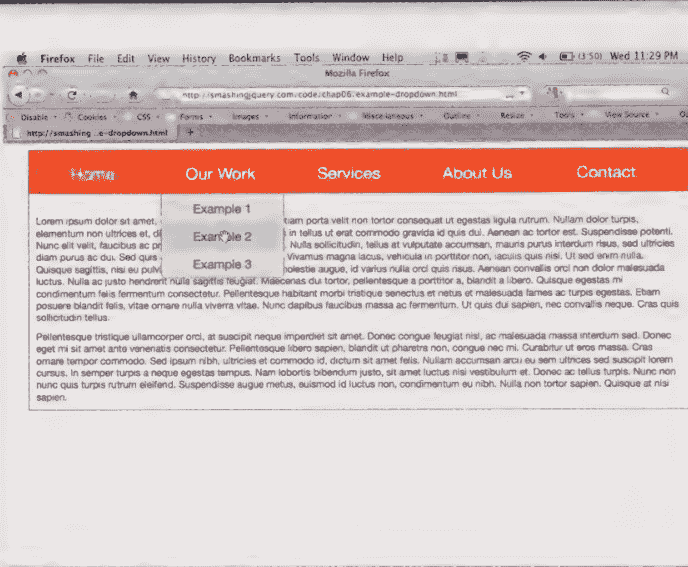 Firefox File Edit View History Bookmarks Tools Window Help (3:50) Wed 11:29 PM
Mozilla Firefox
http://smashingjquery.com/code/chap06/example-dropdown.html
Disable Cookies CSS Forms Images Information Miscellaneous Outline Resize Tools View Source
http://smashing...e-dropdown.html +
Home Our Work Services About Us Contact
Example 1
Example 2
Example 3
Lorem ipsum dolor sit amet, tiam porta velit non tortor consequat ut egestas ligula rutrum. Nullam dolor turpis,
elementum non ultrices et, di in tellus ut erat commodo gravida id quis dui. Aenean ac tortor est. Suspendisse potenti.
Nunc elit velit, faucibus ac pr Nulla sollicitudin, tellus at vulputate accumsan, mauris purus interdum risus, sed ultricies
diam purus ac dui. Sed quis Vivamus magna lacus, vehicula in porttitor non, iaculis quis nisi. Ut sed enim nulla.
Quisque sagittis, nisi eu pulvi olestie augue, id varius nulla orci quis risus. Aenean convallis orci non dolor malesuada
luctus. Nulla ac justo hendrerit nulla sagittis feugiat. Maecenas dui tortor, pellentesque a porttitor a, blandit a libero. Quisque egestas mi
condimentum felis fermentum consectetur. Pellentesque habitant morbi tristique senectus et netus et malesuada fames ac turpis egestas. Etiam
posuere blandit felis, vitae ornare nulla viverra vitae. Nunc dapibus faucibus massa ac fermentum. Ut quis dui sapien, nec convallis neque. Cras quis
sollicitudin tellus.
Pellentesque tristique ullamcorper orci, at suscipit neque imperdiet sit amet. Donec congue feugiat nisl, ac malesuada massa interdum sed. Donec
eget mi sit amet ante venenatis consectetur. Pellentesque libero sapien, blandit ut pharetra non, congue nec mi. Curabitur ut eros massa. Cras
ornare tempor commodo. Sed ipsum nibh, ultricies et commodo id, dictum sit amet felis. Nullam accumsan arcu eu sem ultrices sed suscipit lorem
cursus. In semper turpis a neque egestas tempus. Nam lobortis bibendum justo, sit amet luctus nisi vestibulum et. Donec ac tellus turpis. Nunc non
nunc quis turpis rutrum eleifend. Suspendisse augue metus, euismod id luctus non, condimentum eu nibh. Nulla non tortor sapien. Quisque at nisi
sapien.